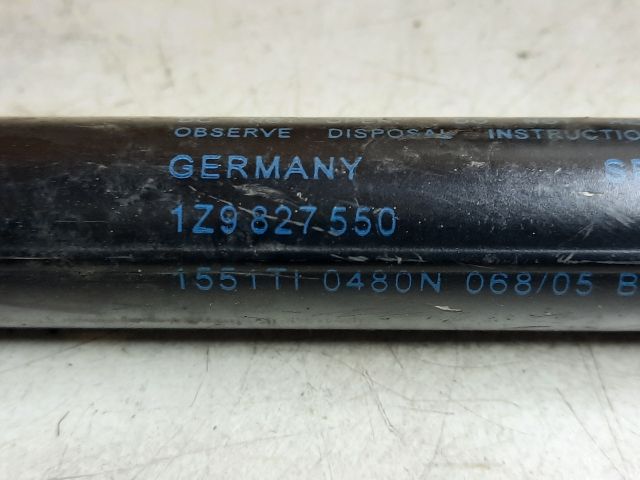 OBSERVE DISPOSAL INSTRUCTION
GERMANY
1Z9 827 550
1551TI 0480N 068/05 B